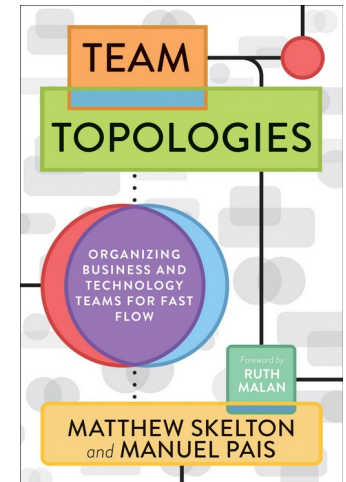 TEAM
TOPOLOGIES
ORGANIZING
BUSINESS AND
TECHNOLOGY
TEAMS FOR FAST
FLOW
Foreword by
RUTH
MALAN
MATTHEW SKELTON
and MANUEL PAIS